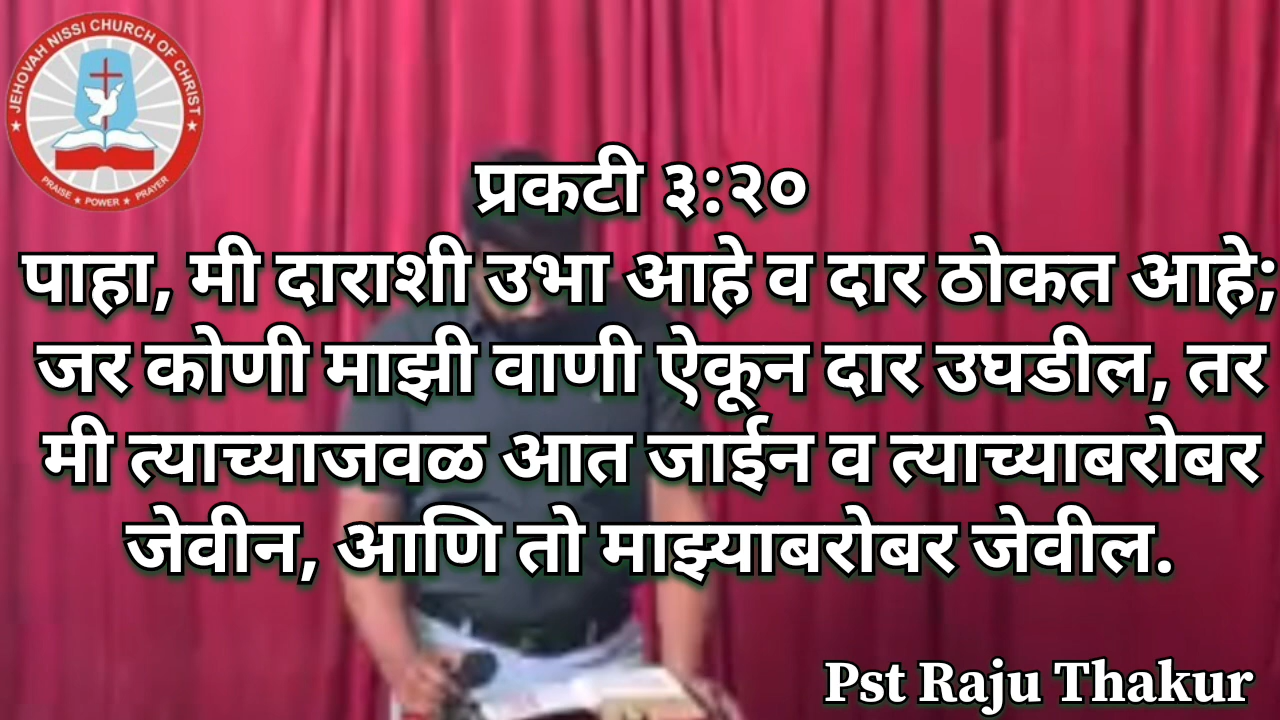 JEHOVAH NISSI CHURCH OF CHRIST
PRAISE ★ POWER ★ PRAYER
प्रकटी ३:२०
पाहा, मी दाराशी उभा आहे व दार ठोकत आहे;
जर कोणी माझी वाणी ऐकून दार उघडील, तर
मी त्याच्याजवळ आत जाईन व त्याच्याबरोबर
जेवीन, आणि तो माझ्याबरोबर जेवील.
Pst Raju Thakur